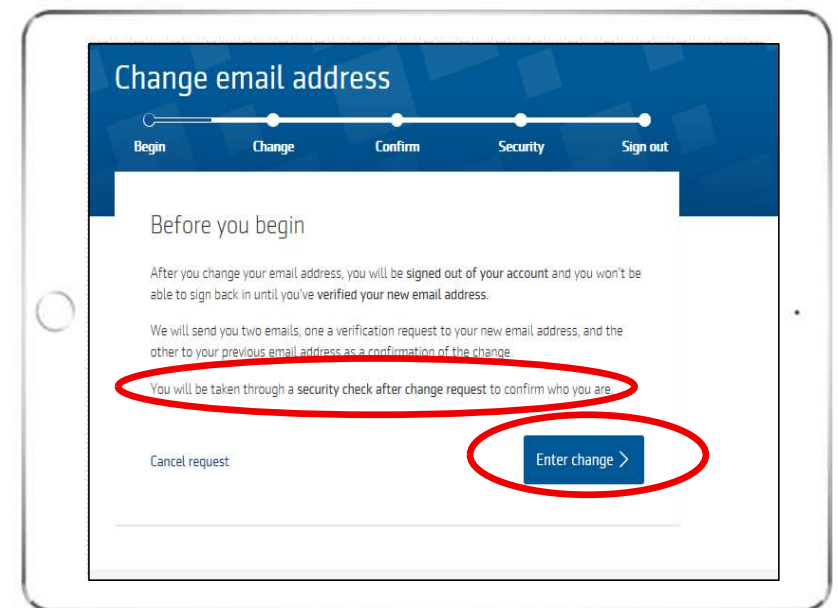 Change email address
Begin Change Confirm Security Sign out
Before you begin
After you change your email address, you will be signed out of your account and you won't be
able to sign back in until you've verified your new email address.
We will send you two emails, one a verification request to your new email address, and the
other to your previous email address as a confirmation of the change.
You will be taken through a security check after change request to confirm who you are.
Cancel request
Enter change >